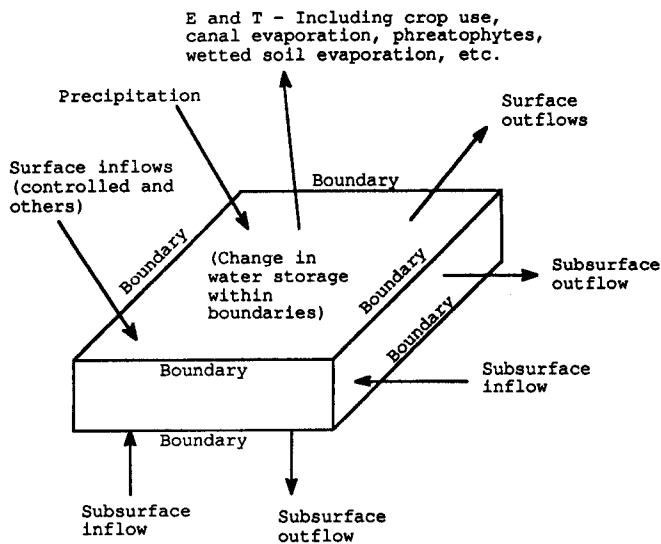 E and T - Including crop use,
canal evaporation, phreatophytes,
wetted soil evaporation, etc.
Precipitation
Surface
outflows
Surface inflows
(controlled and
others)
Boundary
Boundary
(Change in
water storage
within
boundaries)
Boundary
Subsurface
outflow
Boundary
Boundary
Subsurface
inflow
Boundary
Subsurface
inflow
Subsurface
outflow